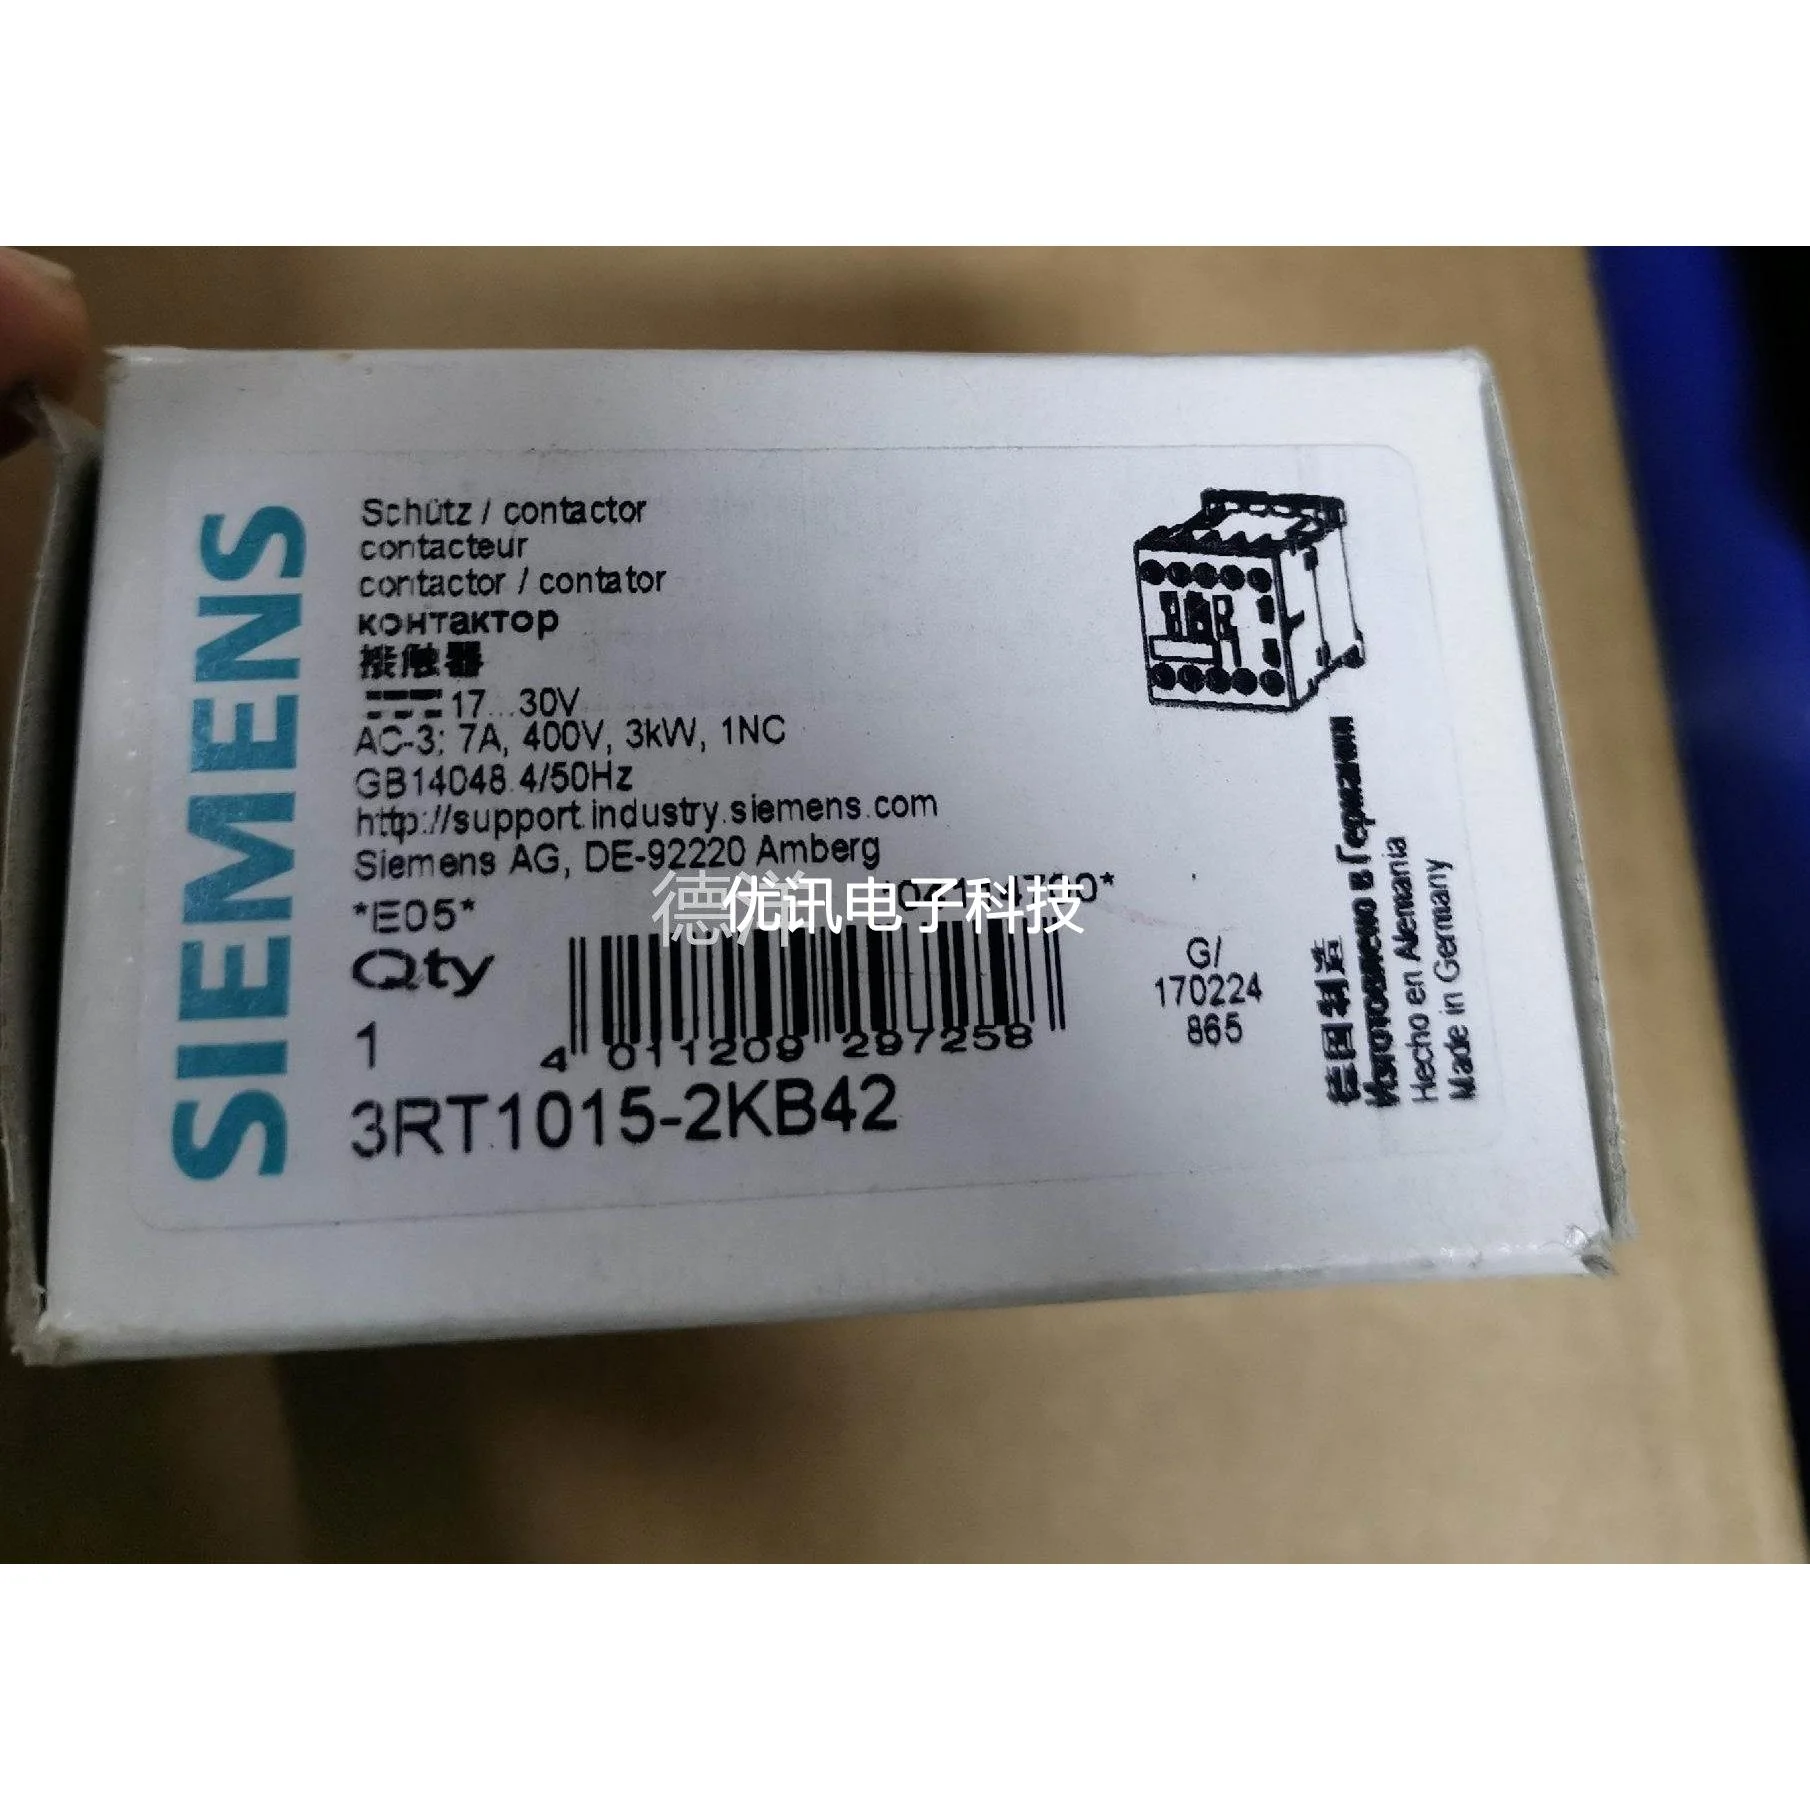 SIEMENS
Schütz / contactor
contacteur
contactor / contator
контактор
接触器
17...30V
AC-3: 7A, 400V, 3kW, 1NC
GB14048.4/50Hz
http://support.industry.siemens.com
Siemens AG, DE-92220 Amberg
*E05*
优讯电子科技
Qty
1
4 011209 297258
3RT1015-2KB42
G/
170224
865
德国制造
Изготовлено в Германии
Hecho en Alemania
Made in Germany